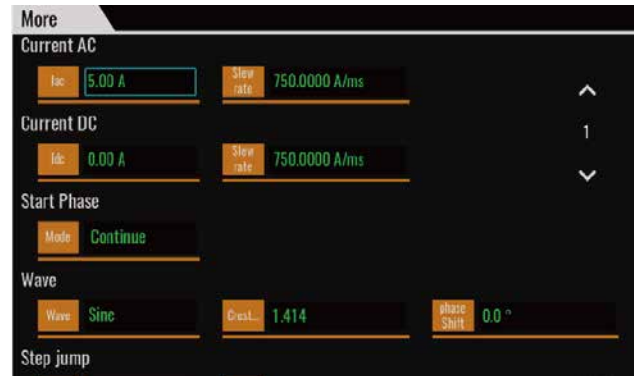 More
Current AC
Iac 5.00 A Slew rate 750.0000 A/ms
Current DC
1
Idc 0.00 A Slew rate 750.0000 A/ms
Start Phase
Mode Continue
Wave
Wave Sine Crest... 1.414 phase Shift 0.0 °
Step jump